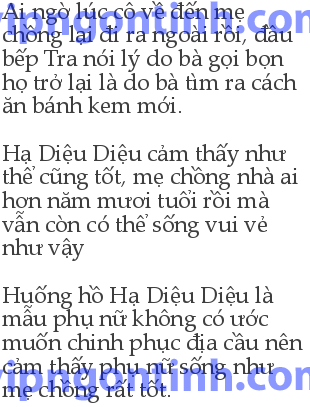 Ai ngờ lúc cô về đến mẹ
chồng lại đi ra ngoài rồi, đầu
bếp Tra nói lý do bà gọi bọn
họ trở lại là do bà tìm ra cách
ăn bánh kem mới.
Hạ Diệu Diệu cảm thấy như
thế cũng tốt, mẹ chồng nhà ai
hơn năm mươi tuổi rồi mà
vẫn còn có thể sống vui vẻ
như vậy
Huống hồ Hạ Diệu Diệu là
mẫu phụ nữ không có ước
muốn chinh phục địa cầu nên
cảm thấy phụ nữ sống như
mẹ chồng rất tốt.
vipngontinh.com
vipngontinh.com